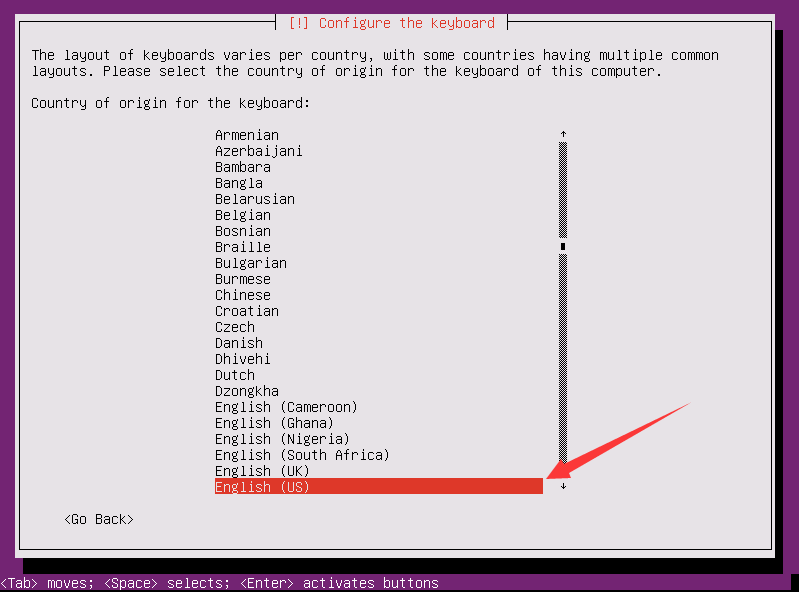 [!] Configure the keyboard
The layout of keyboards varies per country, with some countries having multiple common
layouts. Please select the country of origin for the keyboard of this computer.
Country of origin for the keyboard:
Armenian
Azerbaijani
Bambara
Bangla
Belarusian
Belgian
Bosnian
Braille
Bulgarian
Burmese
Chinese
Croatian
Czech
Danish
Dhivehi
Dutch
Dzongkha
English (Cameroon)
English (Ghana)
English (Nigeria)
English (South Africa)
English (UK)
English (US)
<Go Back>
<Tab> moves; <Space> selects; <Enter> activates buttons